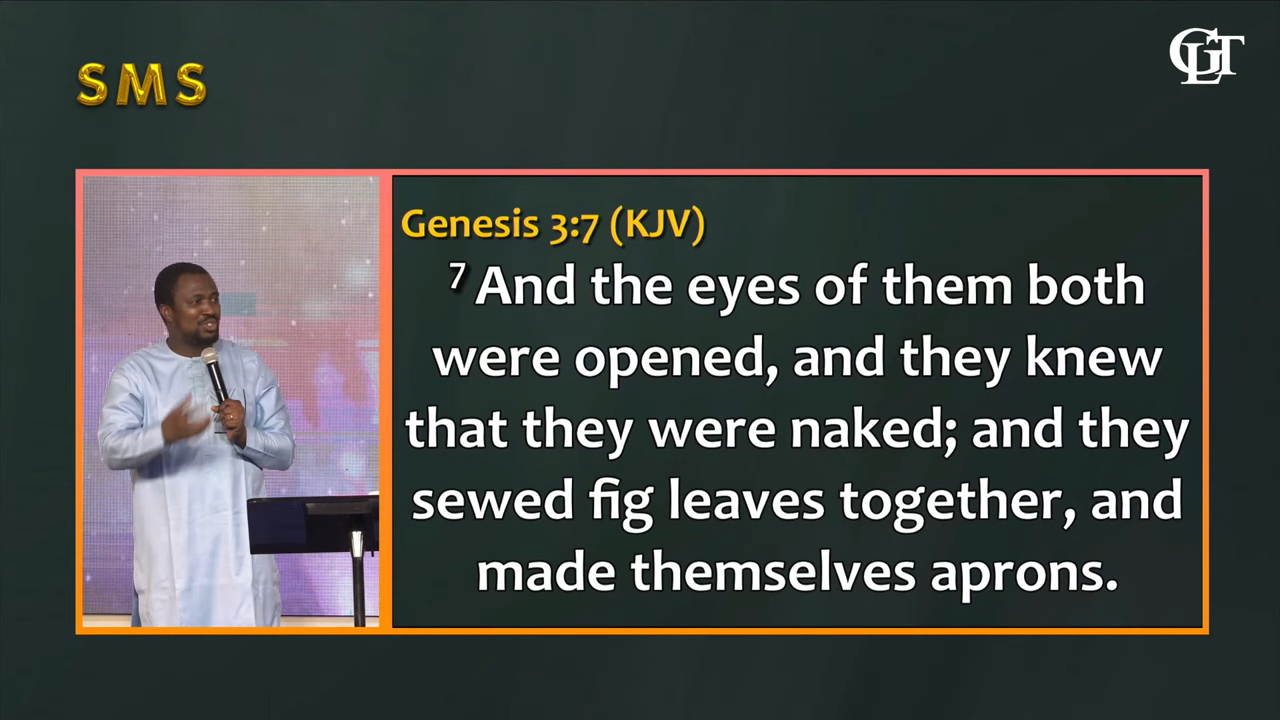 SMS
GLT
Genesis 3:7 (KJV)
7 And the eyes of them both
were opened, and they knew
that they were naked; and they
sewed fig leaves together, and
made themselves aprons.